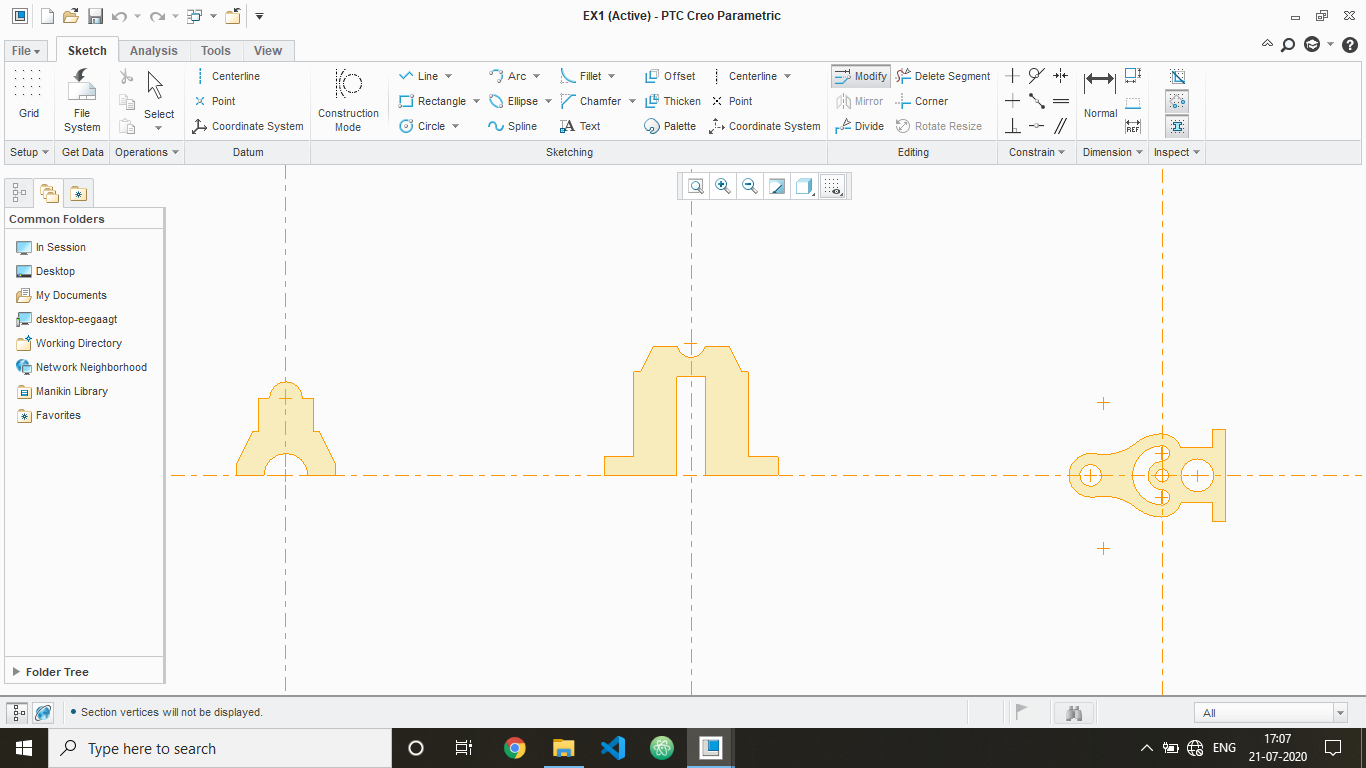 EX1 (Active) - PTC Creo Parametric
File Sketch Analysis Tools View
Centerline
Point
Coordinate System
Grid
File
System
Select
Construction
Mode
Line Arc Fillet Offset Centerline
Rectangle Ellipse Chamfer Thicken Point
Circle Spline Text Palette Coordinate System
Modify Delete Segment
Mirror Corner
Divide Rotate Resize
Normal
REF
Setup Get Data Operations Datum Sketching Editing Constrain Dimension Inspect
Common Folders
In Session
Desktop
My Documents
desktop-eegaagt
Working Directory
Network Neighborhood
Manikin Library
Favorites
Folder Tree
Section vertices will not be displayed.
All
Type here to search
ENG
17:07
21-07-2020